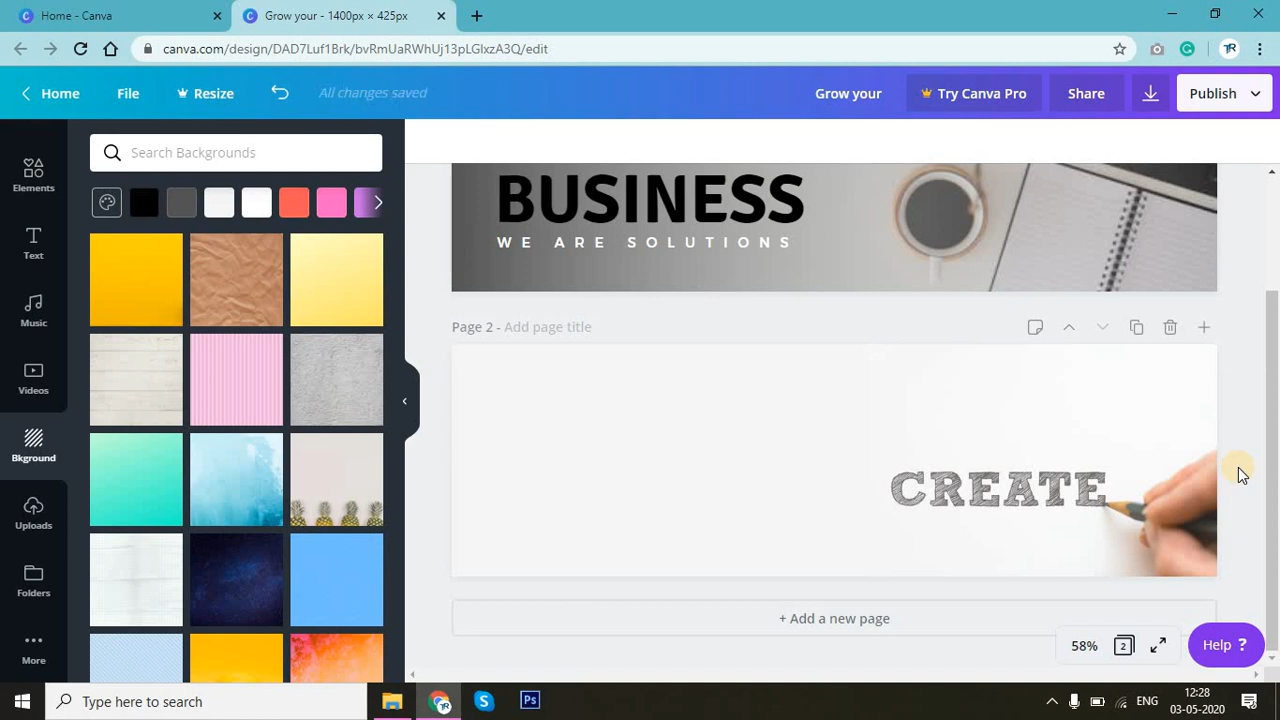 Home - Canva
Grow your - 1400px × 425px
canva.com/design/DAD7Luf1Brk/bvRmUaRWhUj13pLGlxzA3Q/edit
Home File Resize All changes saved Grow your Try Canva Pro Share Publish
Search Backgrounds
Elements
Text
Music
Videos
Bkground
Uploads
Folders
More
BUSINESS
WE ARE SOLUTIONS
Page 2 - Add page title
CREATE
+ Add a new page
58% 2 Help ?
Type here to search
Ps
ENG
12:28
03-05-2020